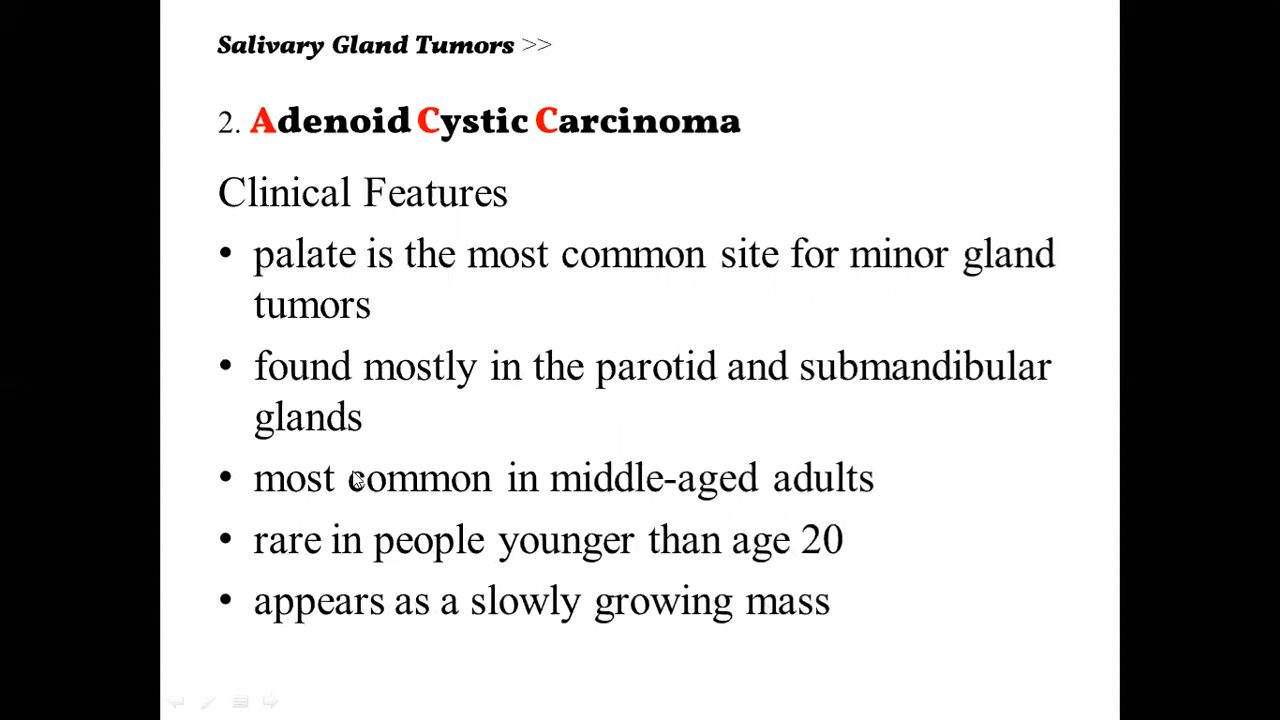 Salivary Gland Tumors >>
2. Adenoid Cystic Carcinoma
Clinical Features
• palate is the most common site for minor gland
tumors
• found mostly in the parotid and submandibular
glands
• most common in middle-aged adults
• rare in people younger than age 20
• appears as a slowly growing mass